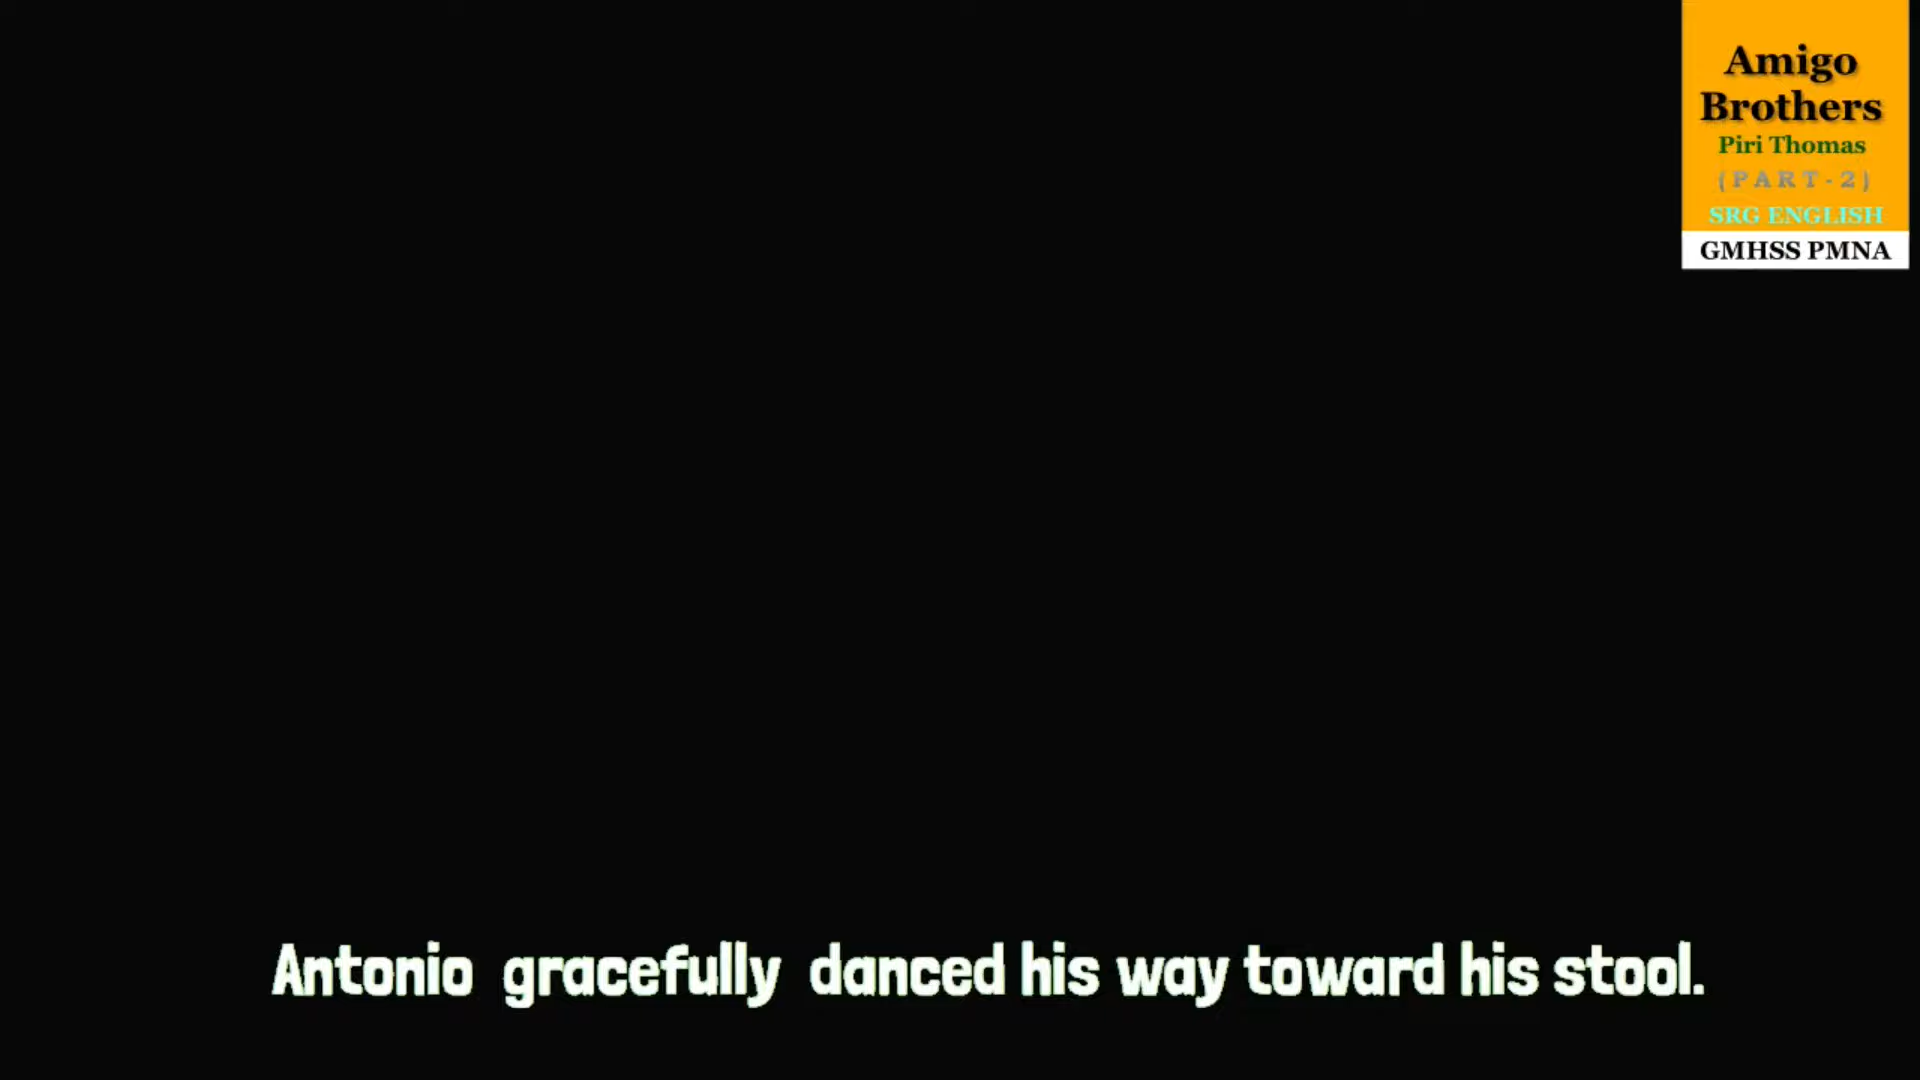 Amigo
Brothers
Piri Thomas
(PART-2)
SRG ENGLISH
GMHSS PMNA
Antonio gracefully danced his way toward his stool.